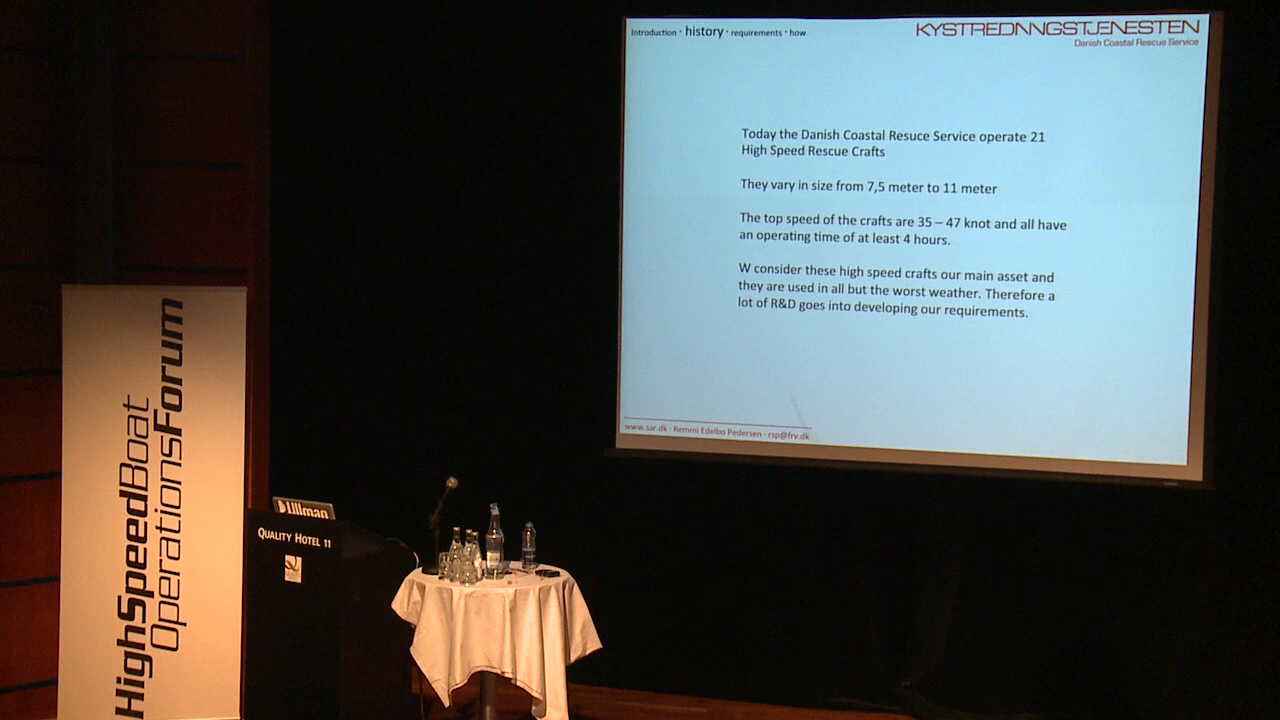 Introduction · history · requirements · how
KYSTREDNINGSTJENESTEN
Danish Coastal Rescue Service
Today the Danish Coastal Resuce Service operate 21
High Speed Rescue Crafts
They vary in size from 7,5 meter to 11 meter
The top speed of the crafts are 35 – 47 knot and all have
an operating time of at least 4 hours.
W consider these high speed crafts our main asset and
they are used in all but the worst weather. Therefore a
lot of R&D goes into developing our requirements.
www.sar.dk - Remmi Edelbo Pedersen - rsp@frv.dk
HighSpeedBoat
OperationsForum
Ullman
QUALITY HOTEL 11